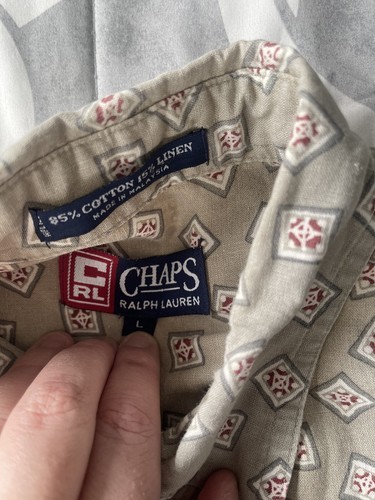 85% COTTON 15% LINEN
MADE IN MALAYSIA
C
RL
CHAPS
RALPH LAUREN
L